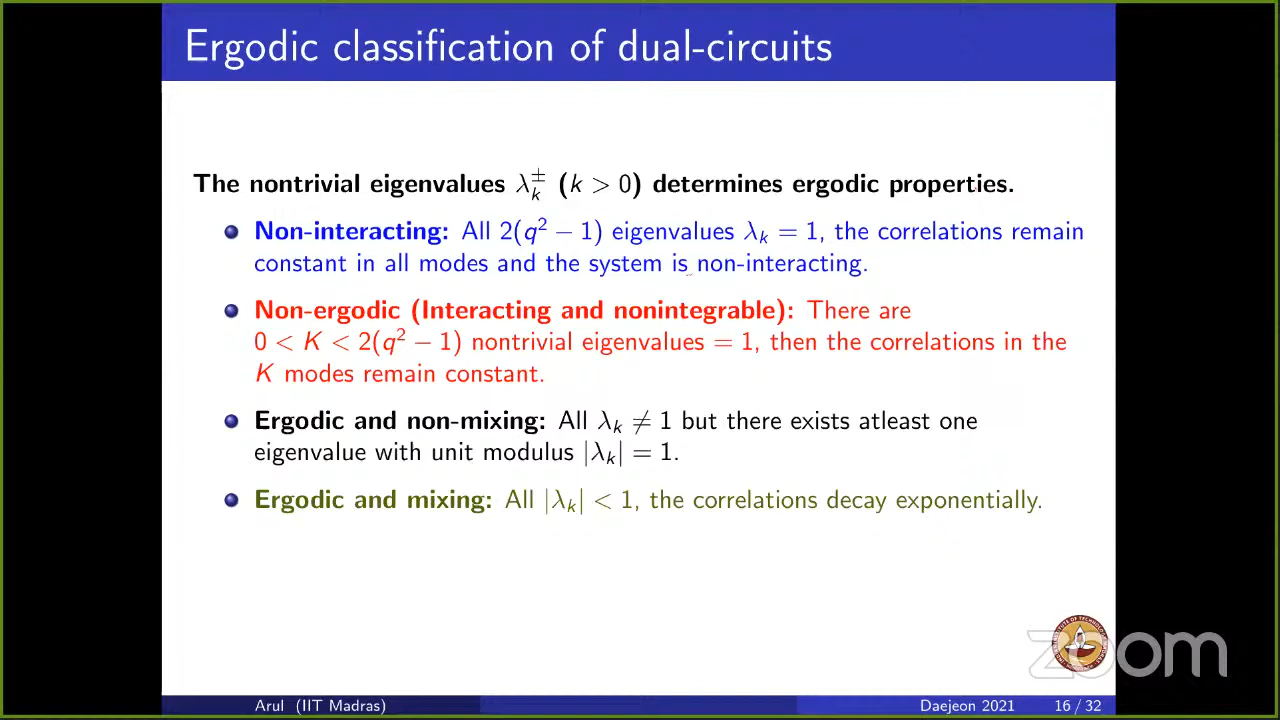 Ergodic classification of dual-circuits
The nontrivial eigenvalues λₖ± (k > 0) determines ergodic properties.
Non-interacting: All 2(q² − 1) eigenvalues λₖ = 1, the correlations remain
constant in all modes and the system is non-interacting.
Non-ergodic (Interacting and nonintegrable): There are
0 < K < 2(q² − 1) nontrivial eigenvalues = 1, then the correlations in the
K modes remain constant.
Ergodic and non-mixing: All λₖ ≠ 1 but there exists atleast one
eigenvalue with unit modulus |λₖ| = 1.
Ergodic and mixing: All |λₖ| < 1, the correlations decay exponentially.
zoom
Arul (IIT Madras) Daejeon 2021 16 / 32